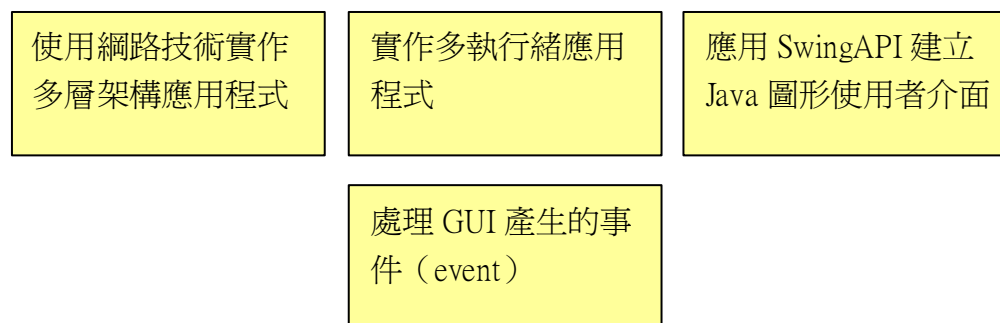 使用網路技術實作
多層架構應用程式
實作多執行緒應用
程式
應用 SwingAPI 建立
Java 圖形使用者介面
處理 GUI 產生的事
件（event）